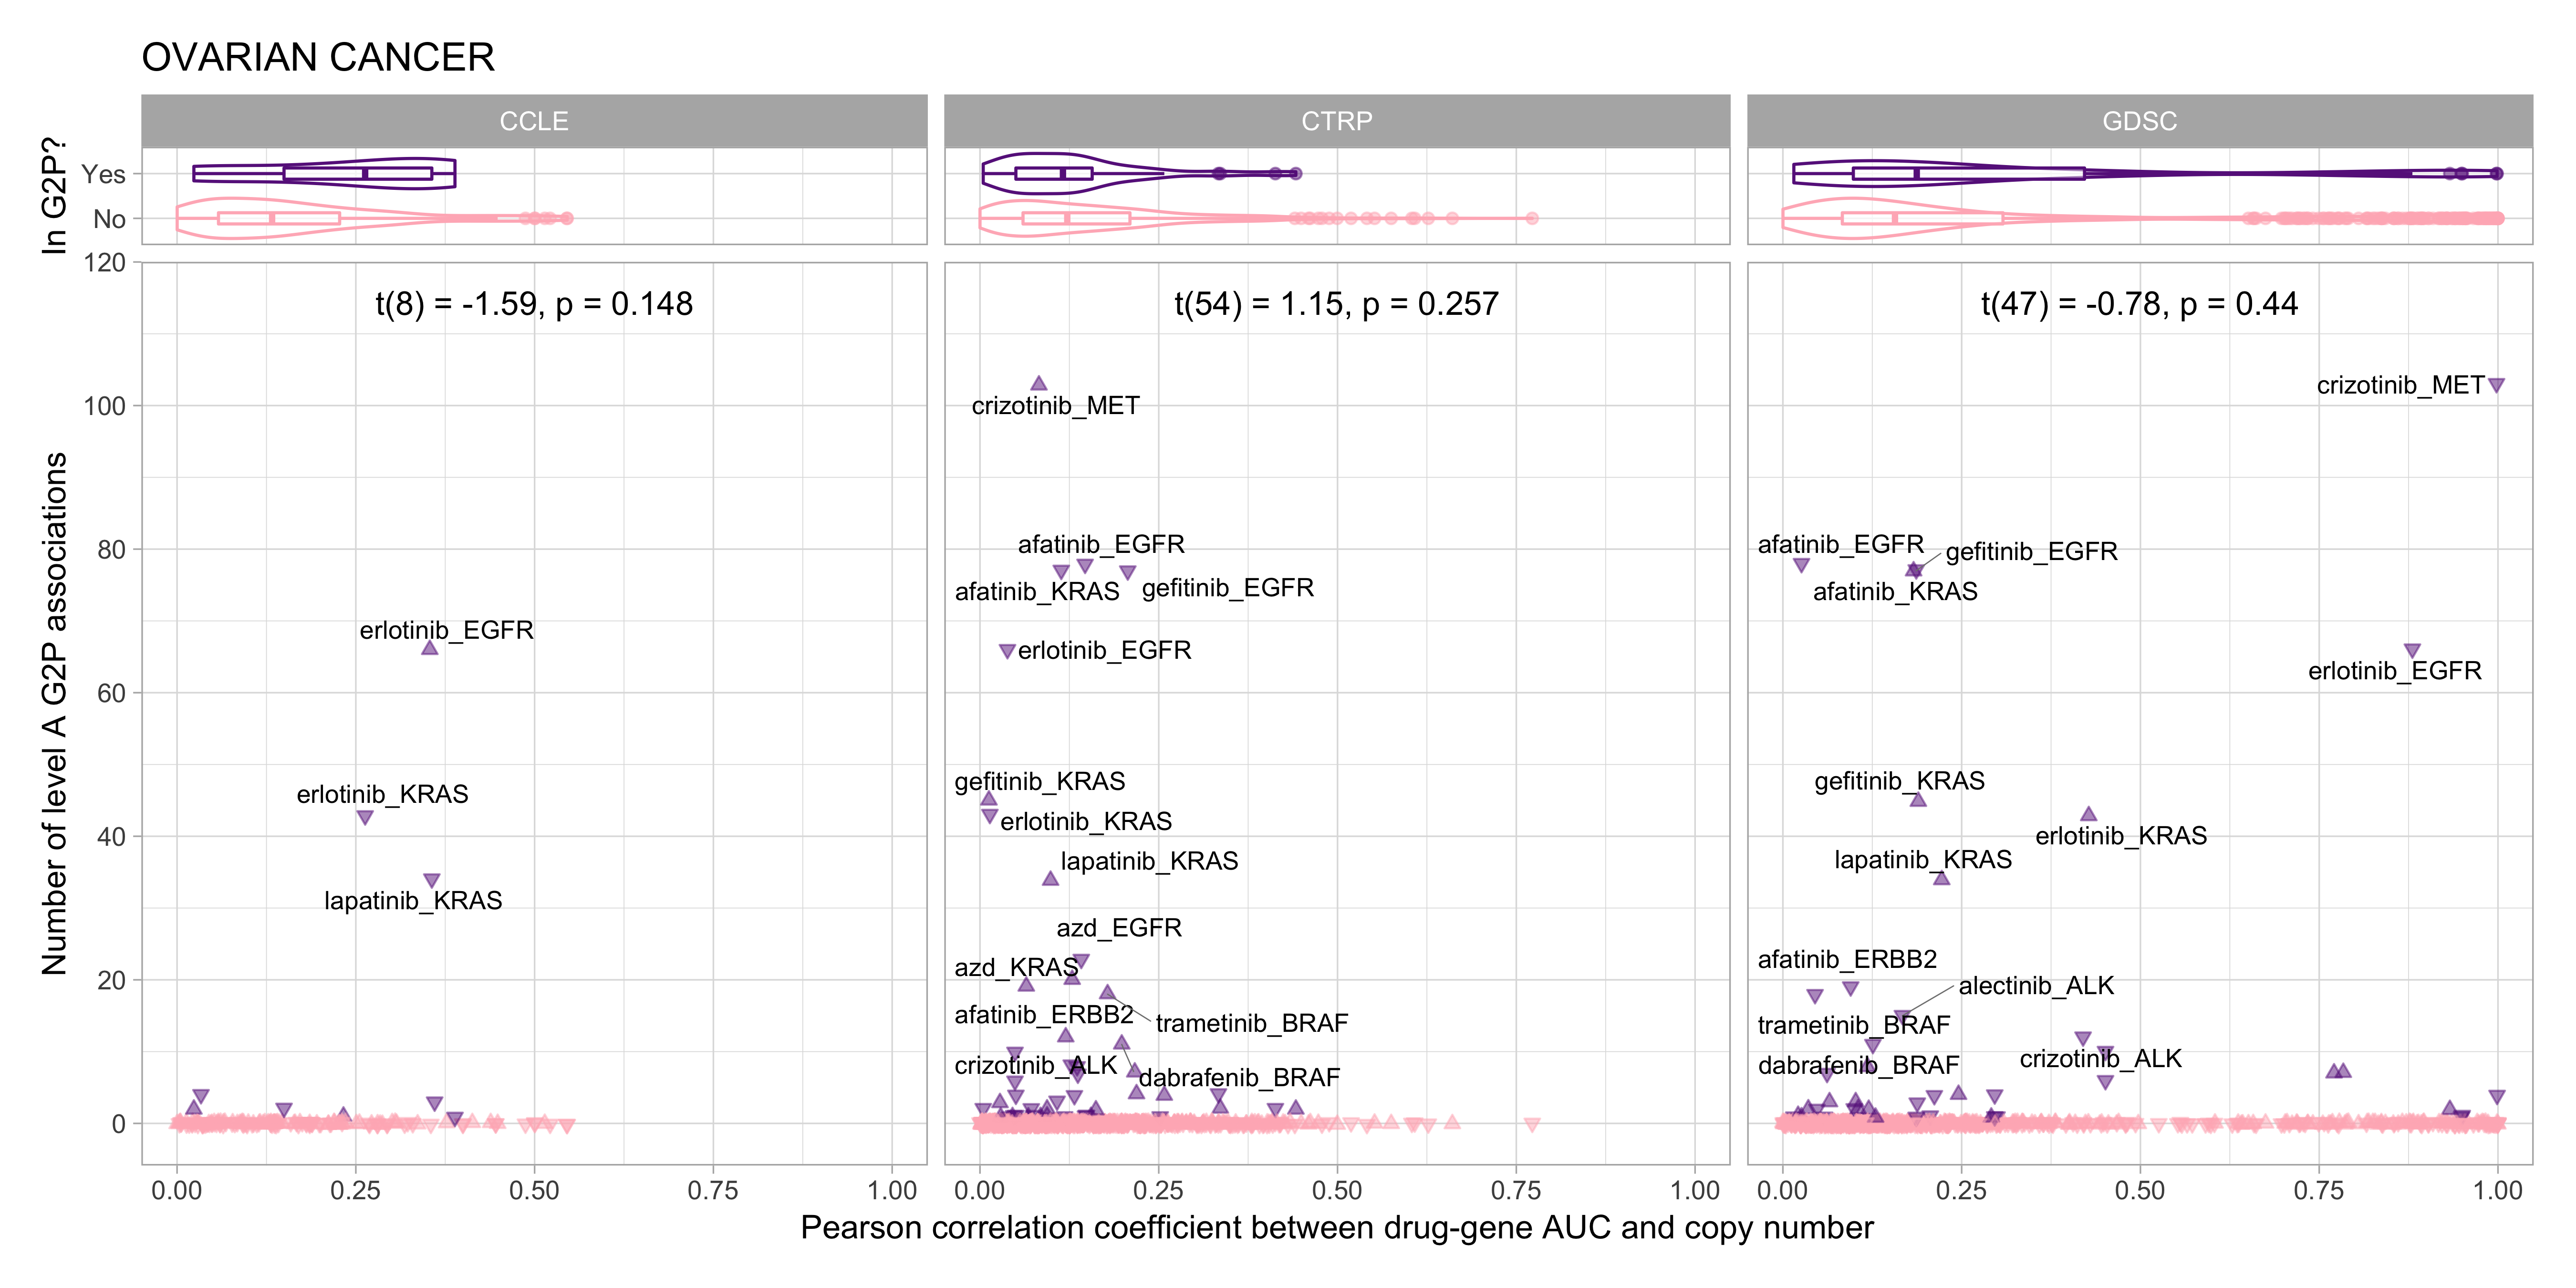 OVARIAN CANCER
CCLE
CTRP
GDSC
In G2P?
Yes
No
Number of level A G2P associations
120
100
80
60
40
20
0
t(8) = -1.59, p = 0.148
erlotinib_EGFR
erlotinib_KRAS
lapatinib_KRAS
t(54) = 1.15, p = 0.257
crizotinib_MET
afatinib_EGFR
afatinib_KRAS
gefitinib_EGFR
erlotinib_EGFR
gefitinib_KRAS
erlotinib_KRAS
lapatinib_KRAS
azd_EGFR
azd_KRAS
afatinib_ERBB2
trametinib_BRAF
crizotinib_ALK
dabrafenib_BRAF
t(47) = -0.78, p = 0.44
crizotinib_MET
afatinib_EGFR
gefitinib_EGFR
afatinib_KRAS
erlotinib_EGFR
gefitinib_KRAS
erlotinib_KRAS
lapatinib_KRAS
afatinib_ERBB2
alectinib_ALK
trametinib_BRAF
crizotinib_ALK
dabrafenib_BRAF
0.00 0.25 0.50 0.75 1.00
0.00 0.25 0.50 0.75 1.00
0.00 0.25 0.50 0.75 1.00
Pearson correlation coefficient between drug-gene AUC and copy number